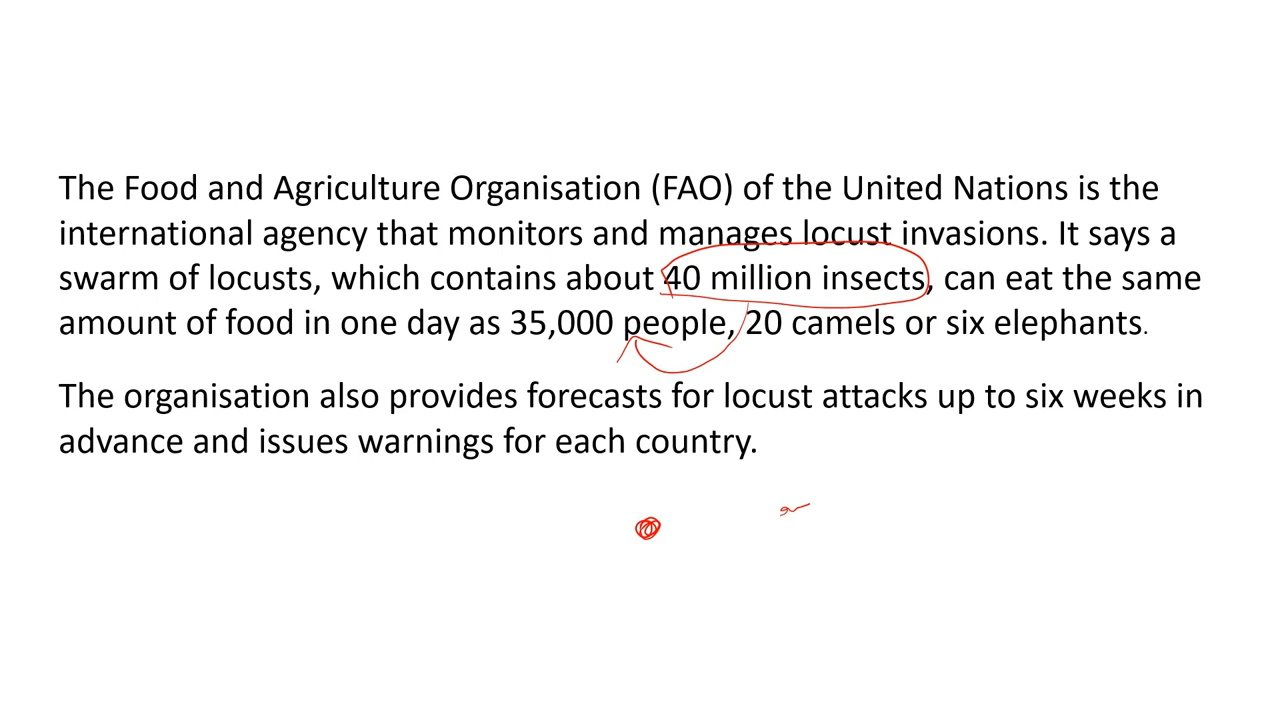 The Food and Agriculture Organisation (FAO) of the United Nations is the
international agency that monitors and manages locust invasions. It says a
swarm of locusts, which contains about 40 million insects, can eat the same
amount of food in one day as 35,000 people, 20 camels or six elephants.
The organisation also provides forecasts for locust attacks up to six weeks in
advance and issues warnings for each country.